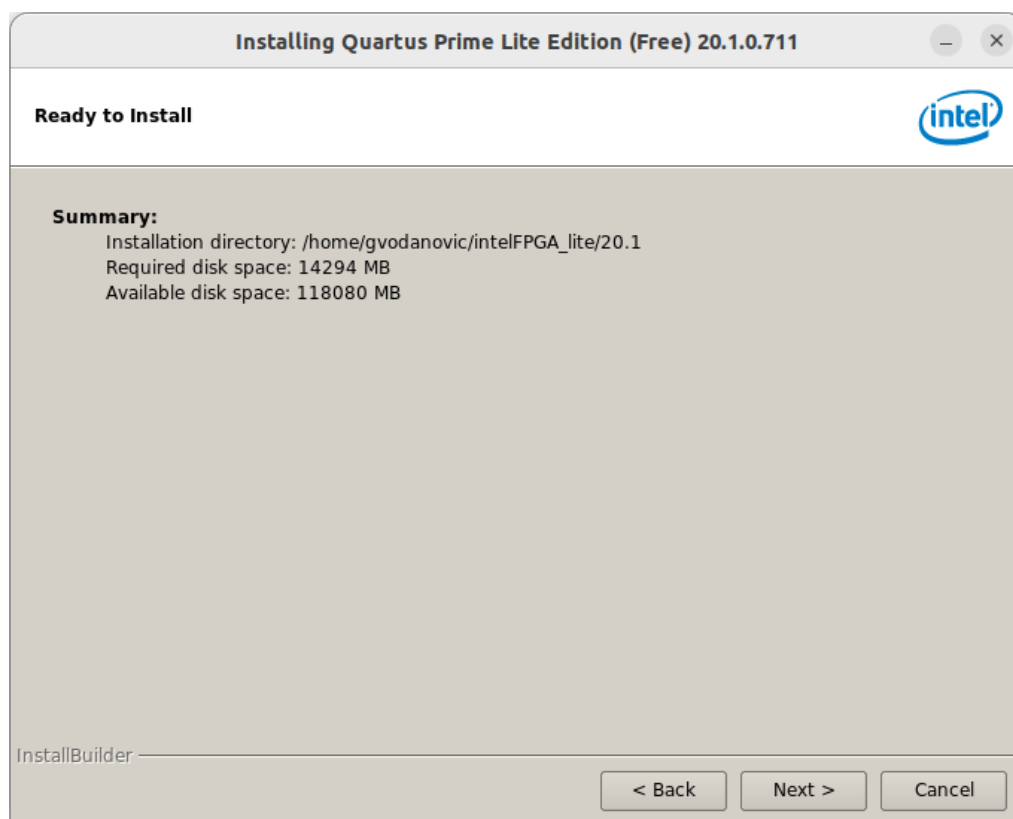 Installing Quartus Prime Lite Edition (Free) 20.1.0.711
Ready to Install
intel
Summary:
Installation directory: /home/gvodanovic/intelFPGA_lite/20.1
Required disk space: 14294 MB
Available disk space: 118080 MB
InstallBuilder
< Back
Next >
Cancel